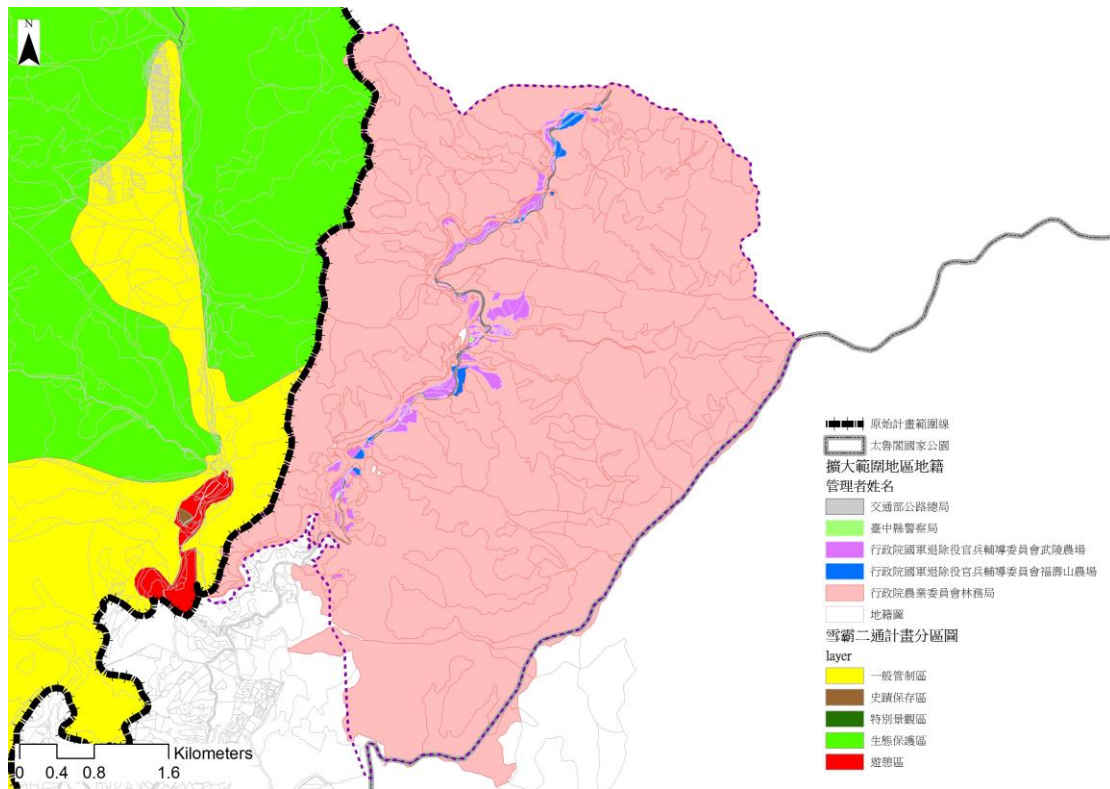 N
原始計畫範圍線
太魯閣國家公園
擴大範圍地區地籍
管理者姓名
交通部公路總局
臺中縣警察局
行政院國軍退除役官兵輔導委員會武陵農場
行政院國軍退除役官兵輔導委員會福壽山農場
行政院農業委員會林務局
地籍圖
雪霸二通計畫分區圖
layer
一般管制區
史蹟保存區
特別景觀區
生態保護區
遊憩區
Kilometers
0 0.4 0.8 1.6